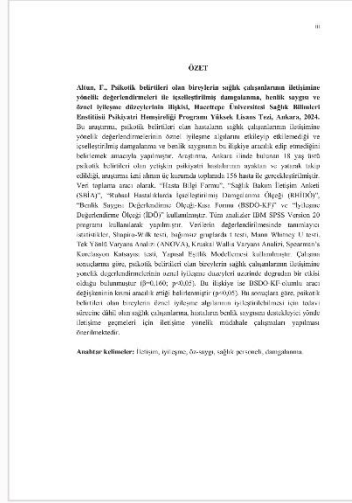 iii
ÖZET
Altun, F., Psikotik belirtileri olan bireylerin sağlık çalışanlarının iletişimine
yönelik değerlendirmeleri ile içselleştirilmiş damgalanma, benlik saygısı ve
öznel iyileşme düzeylerinin ilişkisi, Hacettepe Üniversitesi Sağlık Bilimleri
Enstitüsü Psikiyatri Hemşireliği Programı Yüksek Lisans Tezi, Ankara, 2024.
Bu araştırma, psikotik belirtileri olan hastaların sağlık çalışanlarının iletişimine
yönelik değerlendirmelerinin öznel iyileşme algılarını etkileyip etkilemediği ve
içselleştirilmiş damgalanma ve benlik saygısının bu ilişkiye aracılık edip etmediğini
belirlemek amacıyla yapılmıştır. Araştırma, Ankara ilinde bulunan 18 yaş üstü
psikotik belirtileri olan yetişkin psikiyatri hastalarının ayaktan ve yatarak takip
edildiği, araştırma izni alınan üç kurumda toplamda 156 hasta ile gerçekleştirilmiştir.
Veri toplama aracı olarak "Hasta Bilgi Formu", "Sağlık Bakım İletişim Anketi
(SBİA)", "Ruhsal Hastalıklarda İçselleştirilmiş Damgalanma Ölçeği (RHİDÖ)",
"Benlik Saygısı Değerlendirme Ölçeği-Kısa Formu (BSDÖ-KF)" ve "İyileşme
Değerlendirme Ölçeği (İDÖ)" kullanılmıştır. Tüm analizler IBM SPSS Version 20
programı kullanılarak yapılmıştır. Verilerin değerlendirilmesinde tanımlayıcı
istatistikler, Shapiro-Wilk testi, bağımsız gruplarda t testi, Mann Whitney U testi,
Tek Yönlü Varyans Analizi (ANOVA), Kruskal Wallis Varyans Analizi, Spearman's
Korelasyon Katsayısı testi, Yapısal Eşitlik Modellemesi kullanılmıştır. Çalışma
sonuçlarına göre, psikotik belirtileri olan bireylerin sağlık çalışanlarının iletişimine
yönelik değerlendirmelerinin öznel iyileşme düzeyleri üzerinde doğrudan bir etkisi
olduğu bulunmuştur (β=0,160; p<0,05). Bu ilişkiye ise BSDÖ-KF-olumlu aracı
değişkeninin kısmi aracılık ettiği belirlenmiştir (p<0,05). Bu sonuçlara göre, psikotik
belirtileri olan bireylerin öznel iyileşme algılarının iyileştirilebilmesi için tedavi
sürecine dâhil olan sağlık çalışanlarına, hastaların benlik saygısını destekleyici yönde
iletişime geçmeleri için iletişime yönelik müdahale çalışmaları yapılması
önerilmektedir.
Anahtar kelimeler: İletişim, iyileşme, öz-saygı, sağlık personeli, damgalanma.